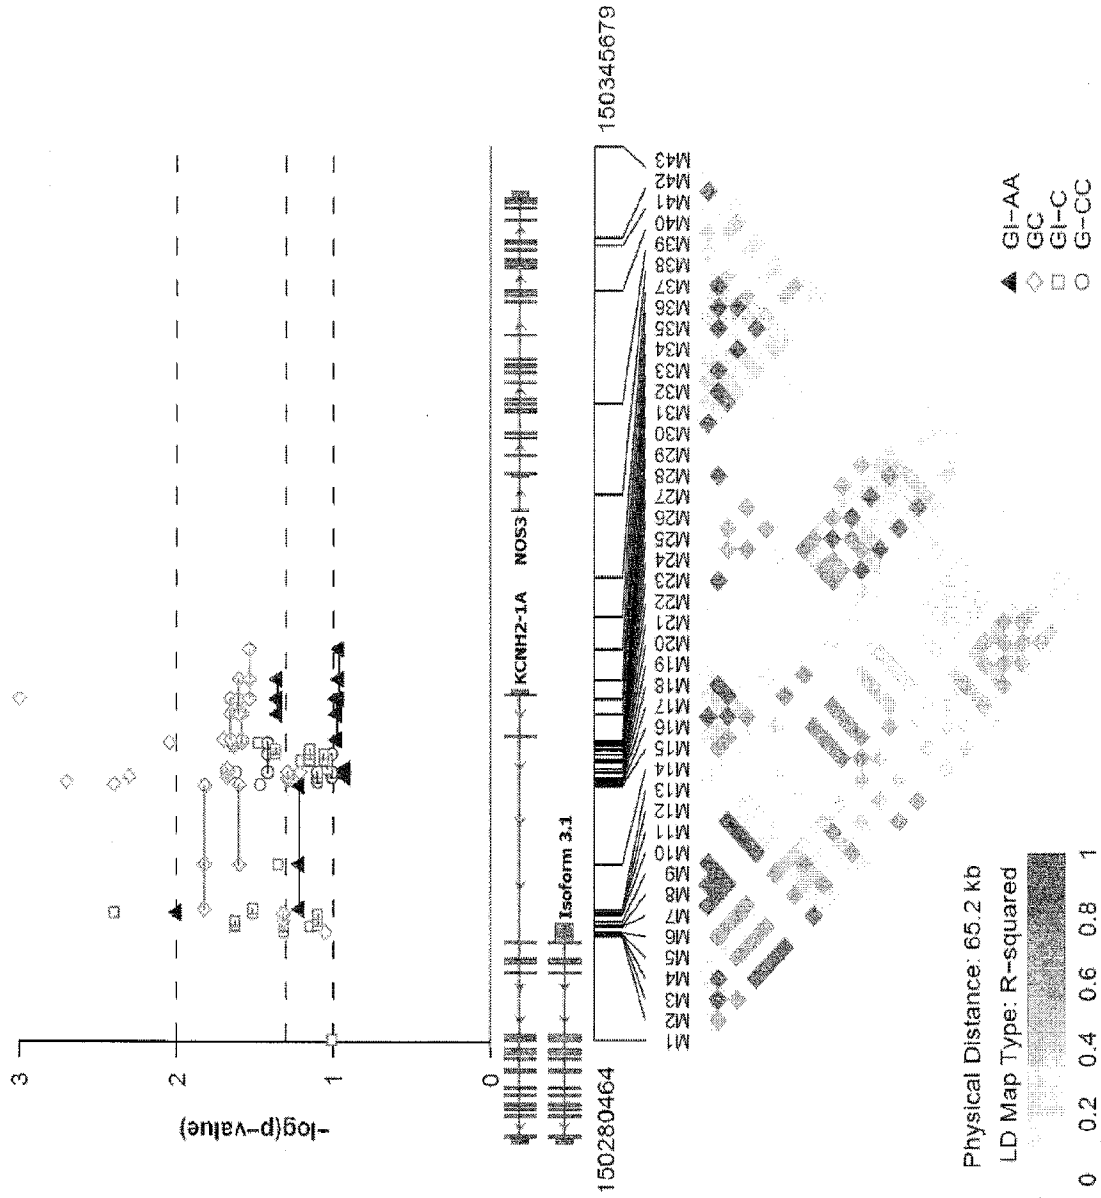 -log(p-value)
3
2
1
0
KCNH2-1A
NOS3
Isoform 3.1
150280464
150345679
M1
M2
M3
M4
M5
M6
M7
M8
M9
M10
M11
M12
M13
M14
M15
M16
M17
M18
M19
M20
M21
M22
M23
M24
M25
M26
M27
M28
M29
M30
M31
M32
M33
M34
M35
M36
M37
M38
M39
M40
M41
M42
M43
Physical Distance: 65.2 kb
LD Map Type: R-squared
0
0.2
0.4
0.6
0.8
1
GI-AA
GC
GI-C
G-CC